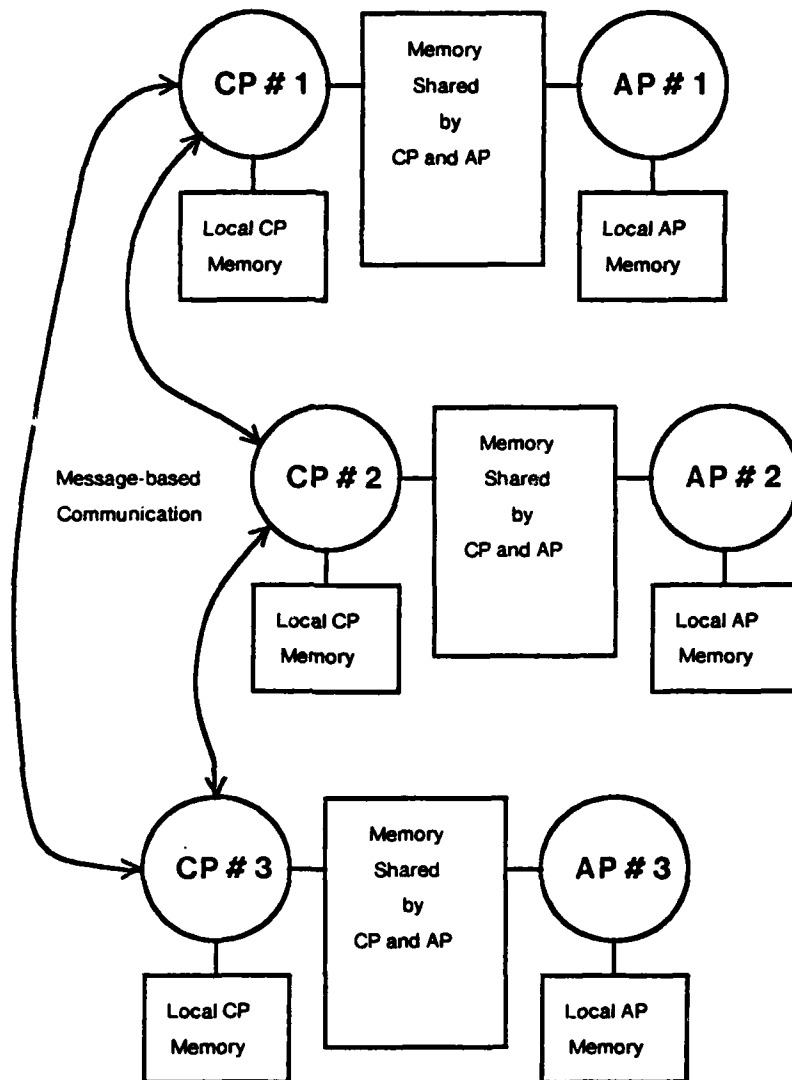 CP # 1
Memory
Shared
by
CP and AP
AP # 1
Local CP
Memory
Local AP
Memory
Message-based
Communication
CP # 2
Memory
Shared
by
CP and AP
AP # 2
Local CP
Memory
Local AP
Memory
CP # 3
Memory
Shared
by
CP and AP
AP # 3
Local CP
Memory
Local AP
Memory